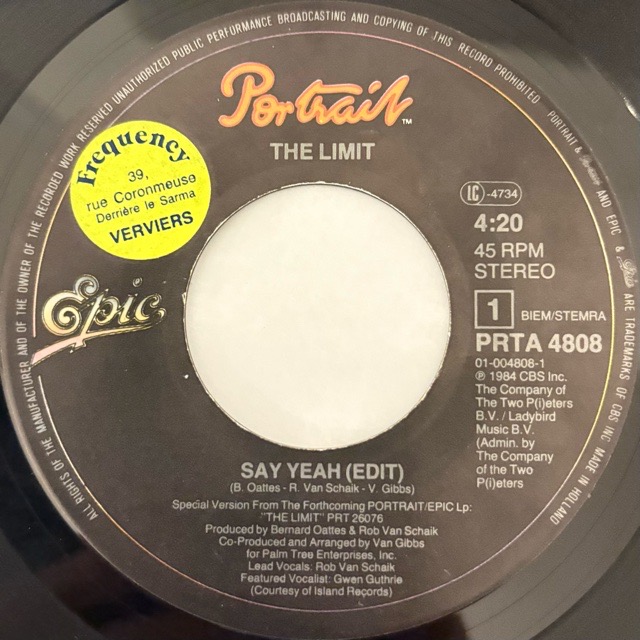 ALL RIGHTS OF THE MANUFACTURER AND OF THE OWNER OF THE RECORDED WORK RESERVED UNAUTHORIZED PUBLIC PERFORMANCE BROADCASTING AND COPYING OF THIS RECORD PROHIBITED PORTRAIT & AND EPIC & ARE TRADEMARKS OF CBS INC MADE IN HOLLAND
Portrait™
THE LIMIT
Frequency
39,
rue Coronmeuse
Derrière le Sarma
VERVIERS
Epic
LC -4734
4:20
45 RPM
STEREO
1 BIEM/STEMRA
PRTA 4808
01-004808-1
℗ 1984 CBS Inc.
The Company of
The Two P(i)eters
B.V. / Ladybird
Music B.V.
(Admin. by
The Company
of the Two
P(i)eters
SAY YEAH (EDIT)
(B. Oattes - R. Van Schaik - V. Gibbs)
Special Version From The Forthcoming PORTRAIT/EPIC Lp:
"THE LIMIT" PRT 26076
Produced by Bernard Oattes & Rob Van Schaik
Co-Produced and Arranged by Van Gibbs
for Palm Tree Enterprises, Inc.
Lead Vocals: Rob Van Schaik
Featured Vocalist: Gwen Guthrie
(Courtesy of Island Records)